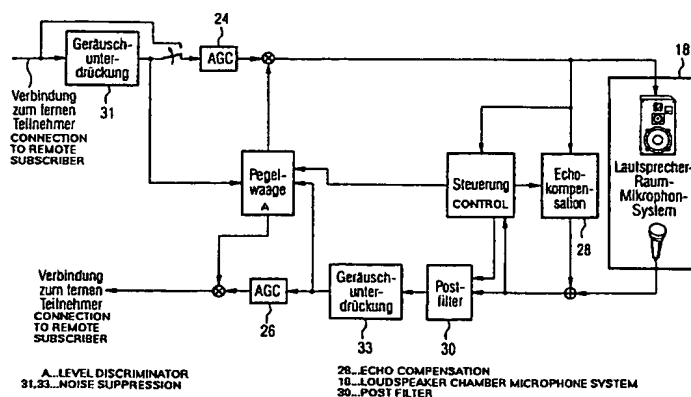 24
18
Geräusch-
unter-
drückung
AGC
31
Verbindung
zum fernen
Teilnehmer
CONNECTION
TO REMOTE
SUBSCRIBER
Pegel-
waage
A
Steuerung
CONTROL
Echo-
kompen-
sation
28
Lautsprecher-
Raum-
Mikrophon-
System
Verbindung
zum fernen
Teilnehmer
CONNECTION
TO REMOTE
SUBSCRIBER
AGC
26
Geräusch-
unter-
drückung
33
Post-
filter
30
A...LEVEL DISCRIMINATOR
31,33...NOISE SUPPRESSION
28...ECHO COMPENSATION
18...LOUDSPEAKER CHAMBER MICROPHONE SYSTEM
30...POST FILTER